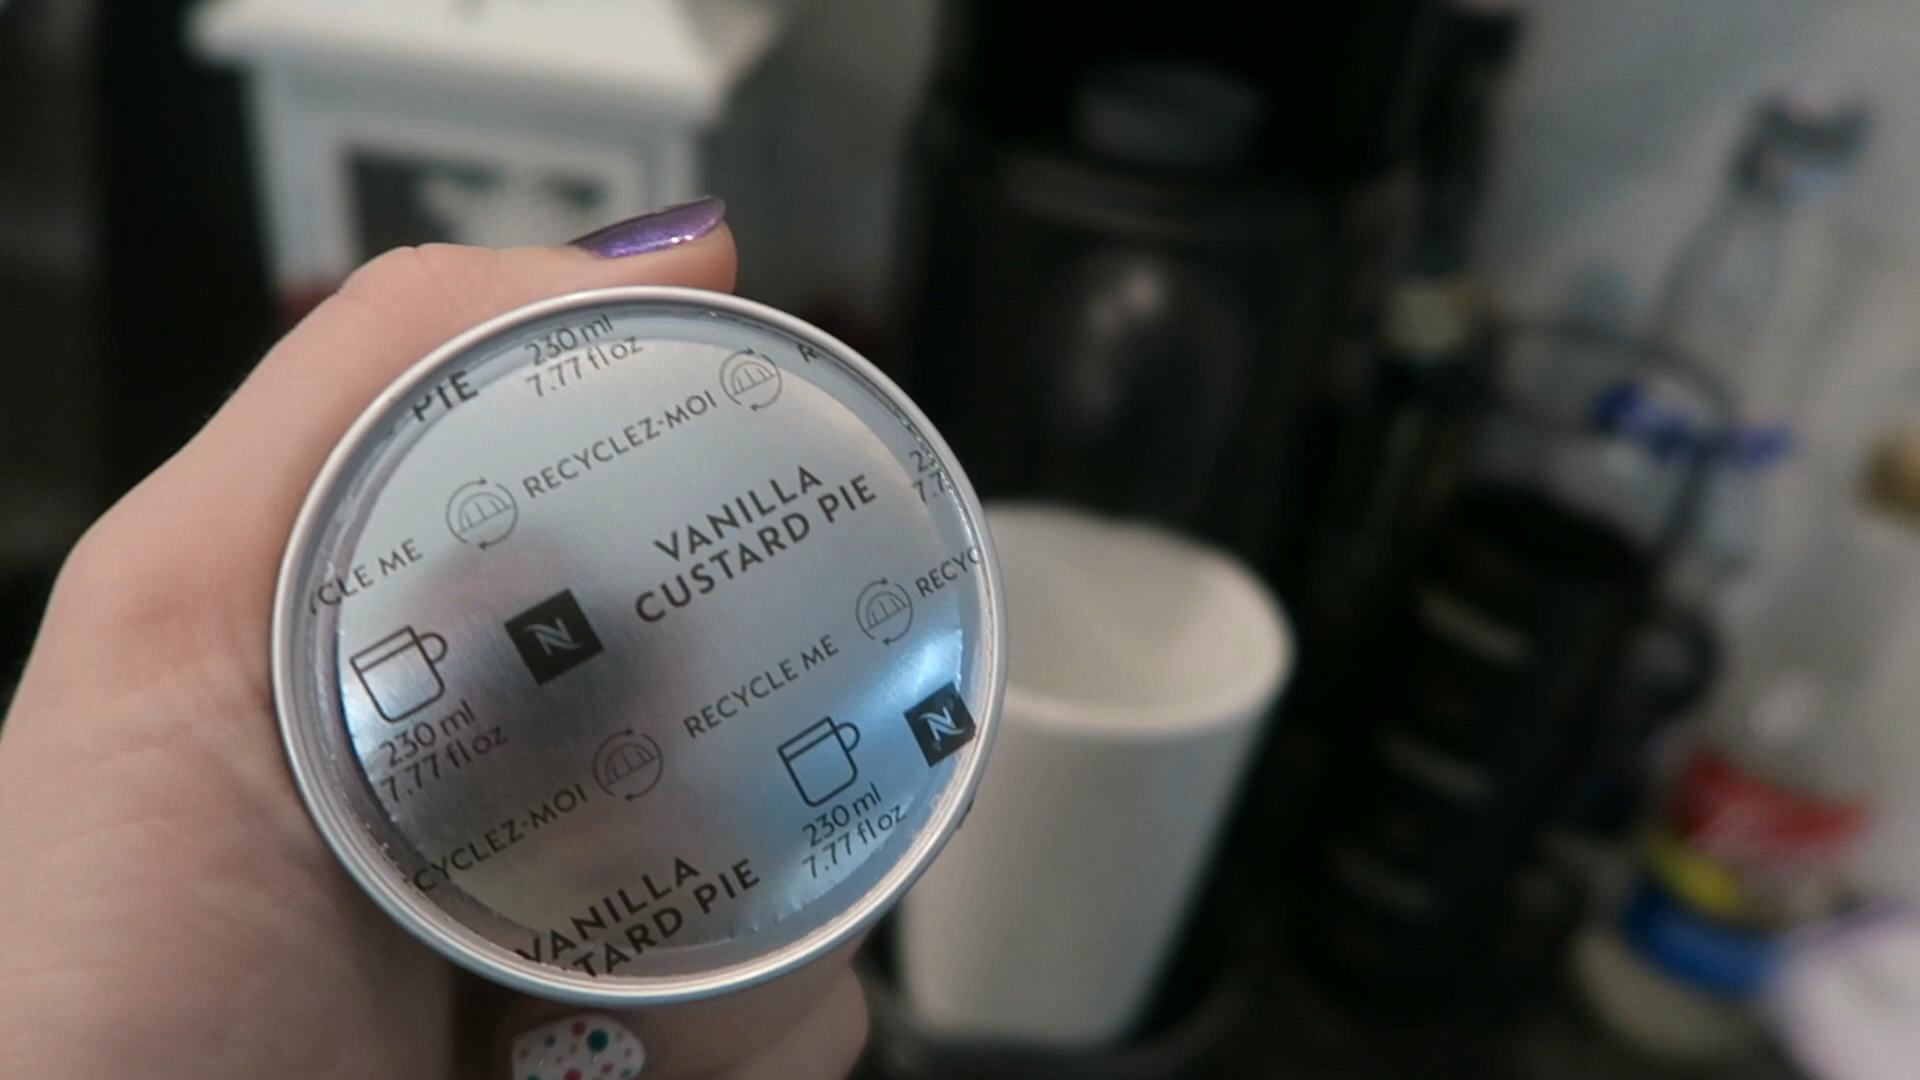 PIE
230 ml
7.77 fl oz
RECYCLEZ-MOI
R
VANILLA
CUSTARD PIE
CLE ME
RECYC
N
230 ml
7.77 fl oz
RECYCLE ME
N
230 ml
7.77 fl oz
CYCLEZ-MOI
VANILLA
TARD PIE